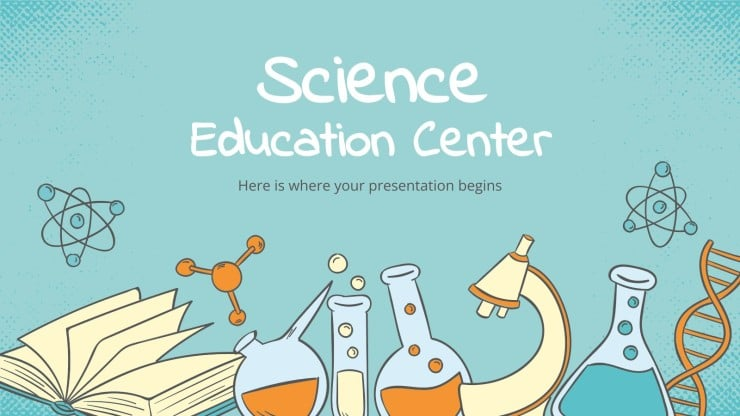 Science
Education Center
Here is where your presentation begins